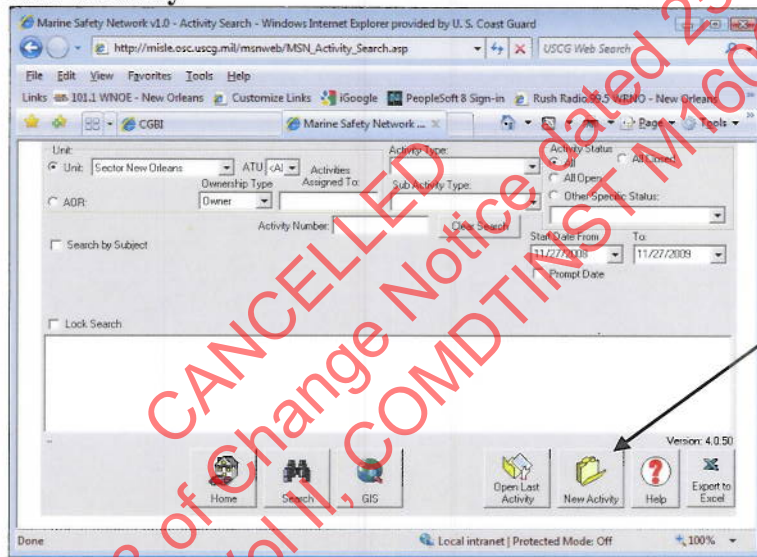 Marine Safety Network v1.0 - Activity Search - Windows Internet Explorer provided by U. S. Coast Guard
http://misle.osc.uscg.mil/msnweb/MSN_Activity_Search.asp
USCG Web Search
File Edit View Favorites Tools Help
Links 101.1 WNOE - New Orleans Customize Links iGoogle PeopleSoft 8 Sign-in Rush Radio 99.5 WRNO - New Orleans
CGBI Marine Safety Network ... Page Tools
Unit:
Unit: Sector New Orleans ATU <Al Activities Assigned To:
Ownership Type
AOR: Owner
Activity Type:
Sub Activity Type:
Activity Status
All All Closed
All Open
Other Specific Status:
Activity Number: Clear Search
Search by Subject
Start Date From To:
11/27/2008 11/27/2009
Prompt Date
Lock Search
Version: 4.0.50
Home Search GIS Open Last Activity New Activity Help Export to Excel
Done Local intranet | Protected Mode: Off 100%
CANCELLED
of Change Notice dated
Vol II, COMDTINST M160